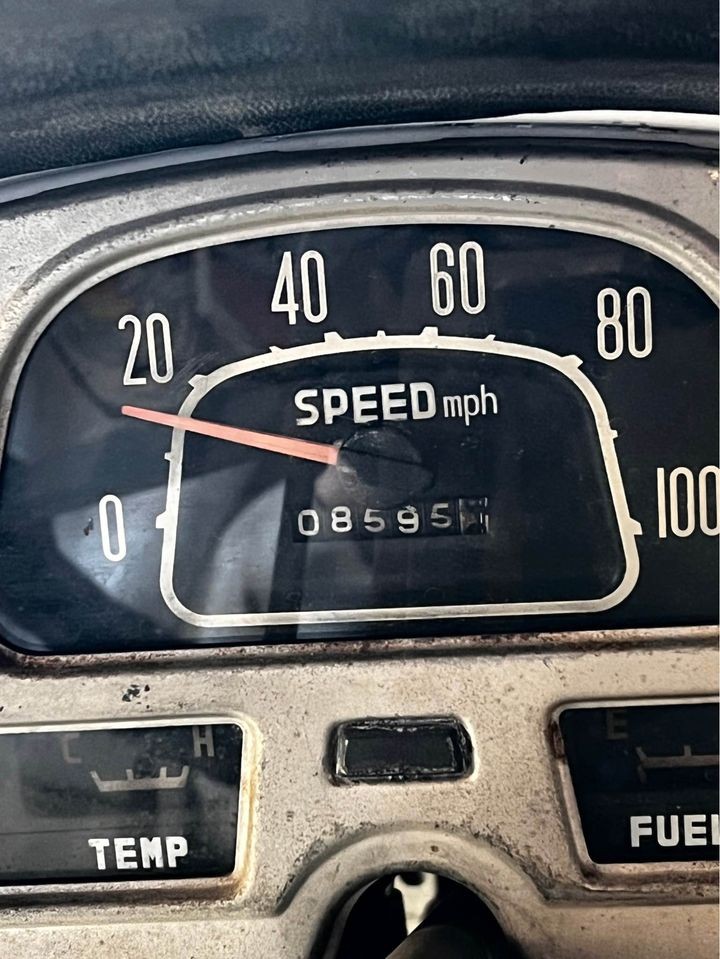 20 40 60 80
SPEED mph
0 08595 100
C H E
TEMP FUEL